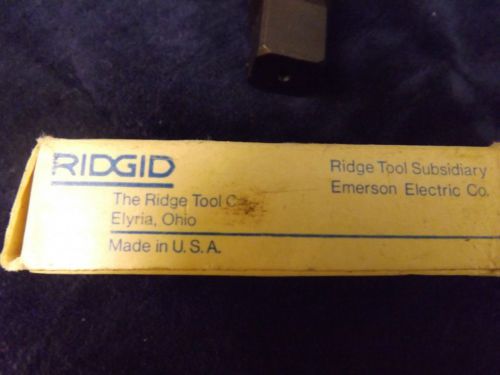 RIDGID
The Ridge Tool
Elyria, Ohio
Made in U.S.A.
Ridge Tool Subsidiary
Emerson Electric Co.